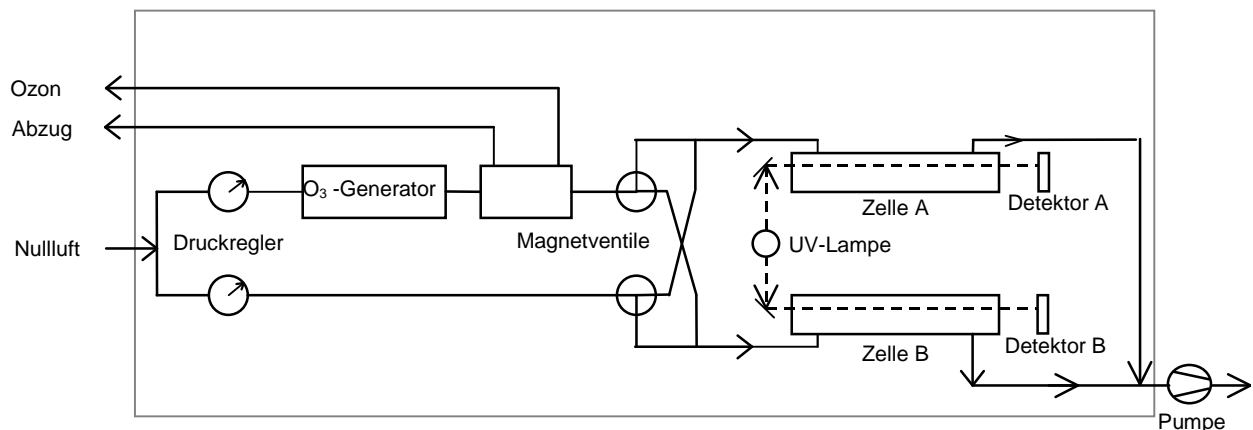 Ozon
Abzug
O₃ -Generator
Zelle A
Detektor A
Nullluft
Druckregler
Magnetventile
UV-Lampe
Zelle B
Detektor B
Pumpe